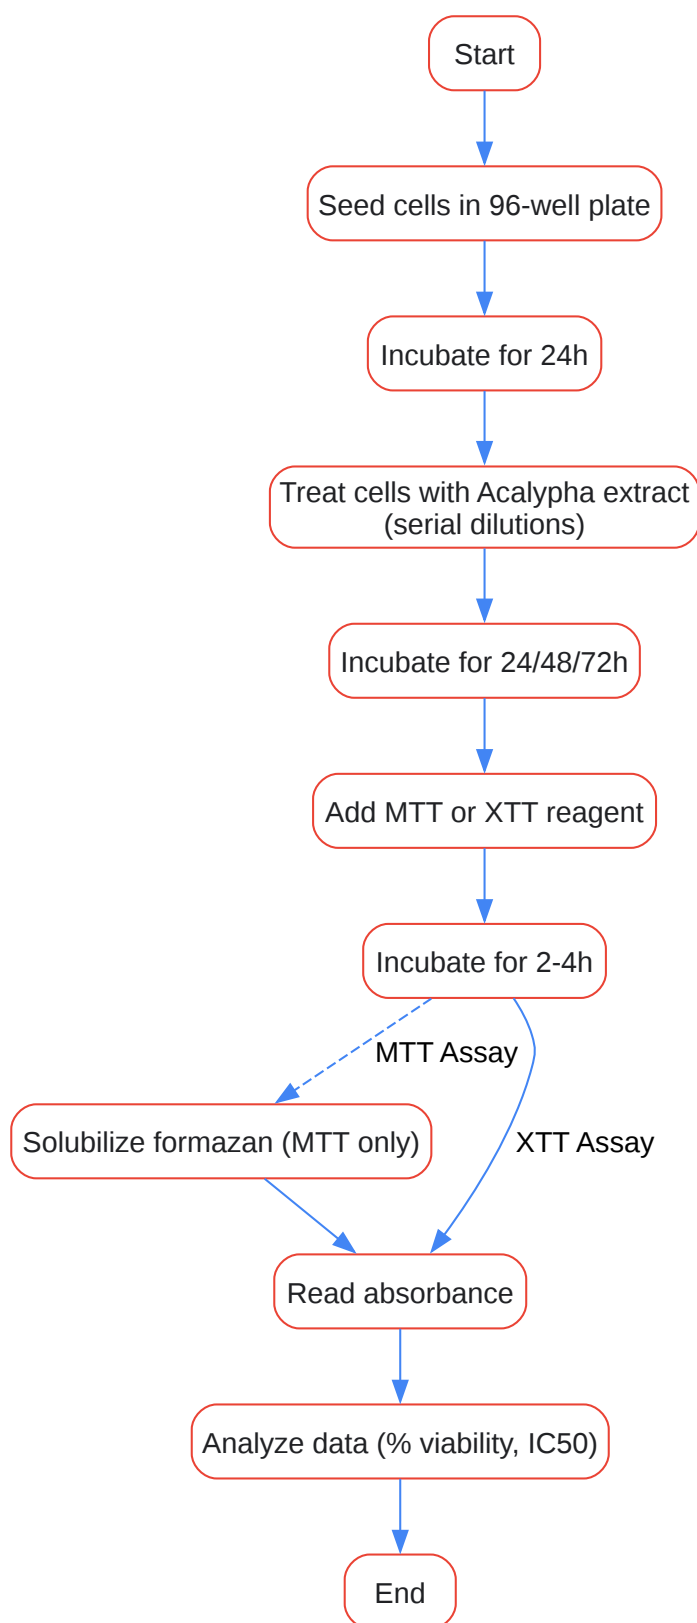 Start
Seed cells in 96-well plate
Incubate for 24h
Treat cells with Acalypha extract
(serial dilutions)
Incubate for 24/48/72h
Add MTT or XTT reagent
Incubate for 2-4h
MTT Assay
Solubilize formazan (MTT only)
XTT Assay
Read absorbance
Analyze data (% viability, IC50)
End